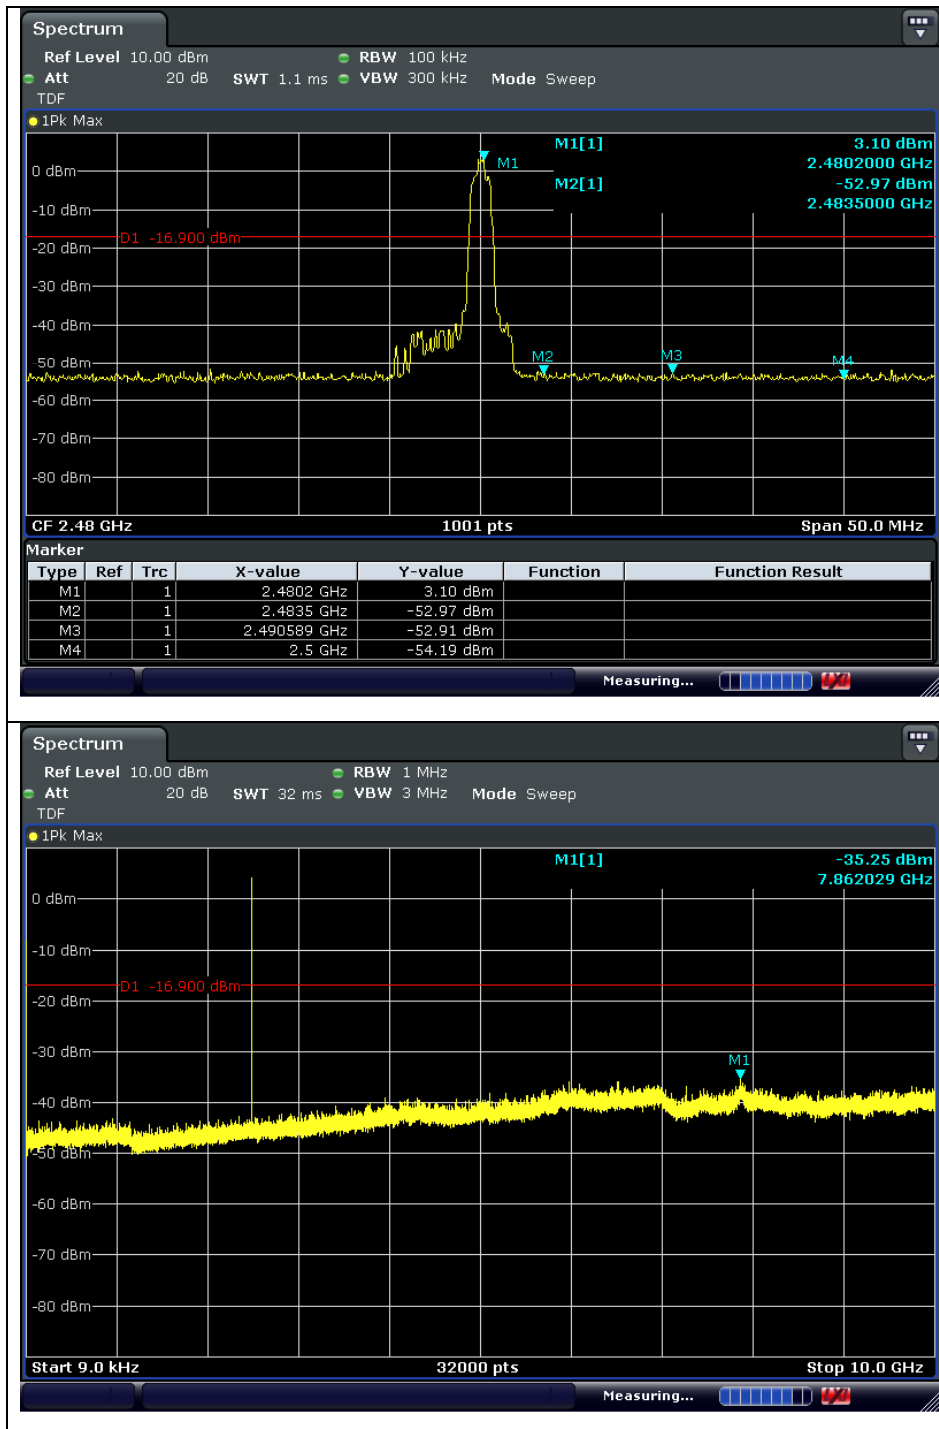 Spectrum
Ref Level 10.00 dBm RBW 100 kHz
Att 20 dB SWT 1.1 ms VBW 300 kHz Mode Sweep
TDF
1Pk Max
M1[1] 3.10 dBm
2.4802000 GHz
M2[1] -52.97 dBm
2.4835000 GHz
M1
0 dBm
-10 dBm
D1 -16.900 dBm
-20 dBm
-30 dBm
-40 dBm
-50 dBm
M2 M3 M4
-60 dBm
-70 dBm
-80 dBm
CF 2.48 GHz 1001 pts Span 50.0 MHz
Marker
Type Ref Trc X-value Y-value Function Function Result
M1 1 2.4802 GHz 3.10 dBm
M2 1 2.4835 GHz -52.97 dBm
M3 1 2.490589 GHz -52.91 dBm
M4 1 2.5 GHz -54.19 dBm
Measuring...
Spectrum
Ref Level 10.00 dBm RBW 1 MHz
Att 20 dB SWT 32 ms VBW 3 MHz Mode Sweep
TDF
1Pk Max
M1[1] -35.25 dBm
7.862029 GHz
0 dBm
-10 dBm
D1 -16.900 dBm
-20 dBm
-30 dBm
M1
-40 dBm
-50 dBm
-60 dBm
-70 dBm
-80 dBm
Start 9.0 kHz 32000 pts Stop 10.0 GHz
Measuring...